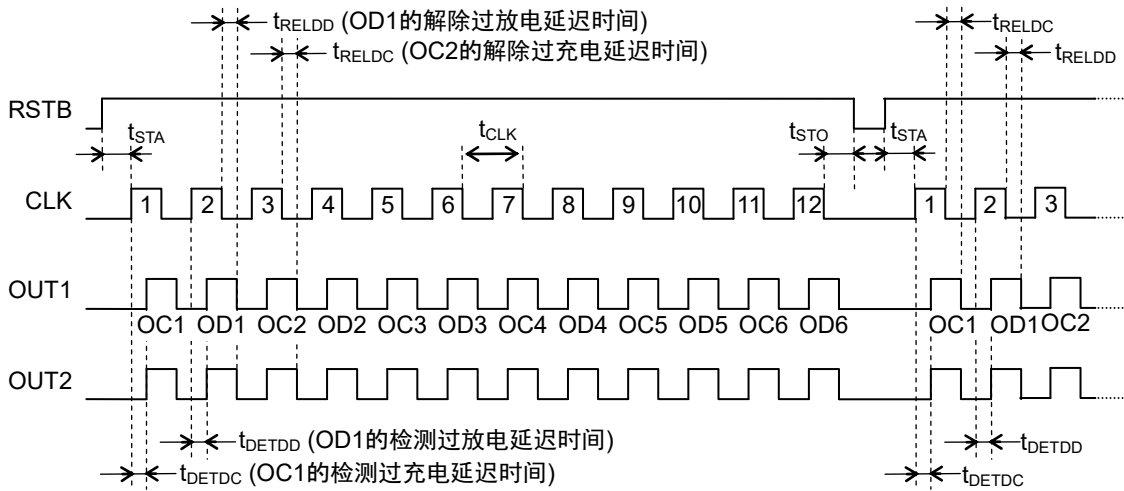 tRELDD (OD1的解除过放电延迟时间)
tRELDC (OC2的解除过充电延迟时间)
tRELDC
tRELDD
RSTB
tSTA
tCLK
tSTO
tSTA
CLK
1 2 3 4 5 6 7 8 9 10 11 12 1 2 3
OUT1
OC1 OD1 OC2 OD2 OC3 OD3 OC4 OD4 OC5 OD5 OC6 OD6 OC1 OD1 OC2
OUT2
tDETDD (OD1的检测过放电延迟时间)
tDETDD
tDETDC (OC1的检测过充电延迟时间)
tDETDC